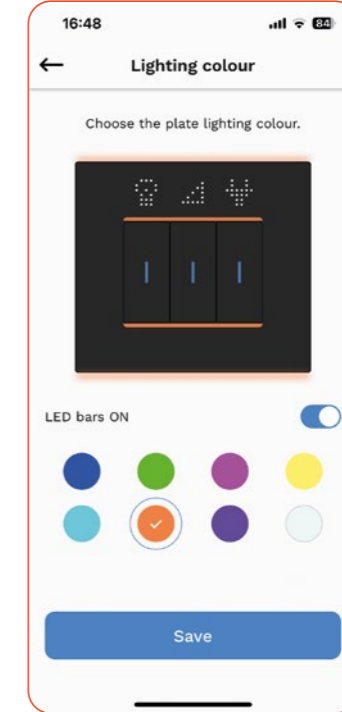 16:48
84
Lighting colour
Choose the plate lighting colour.
LED bars ON
Save